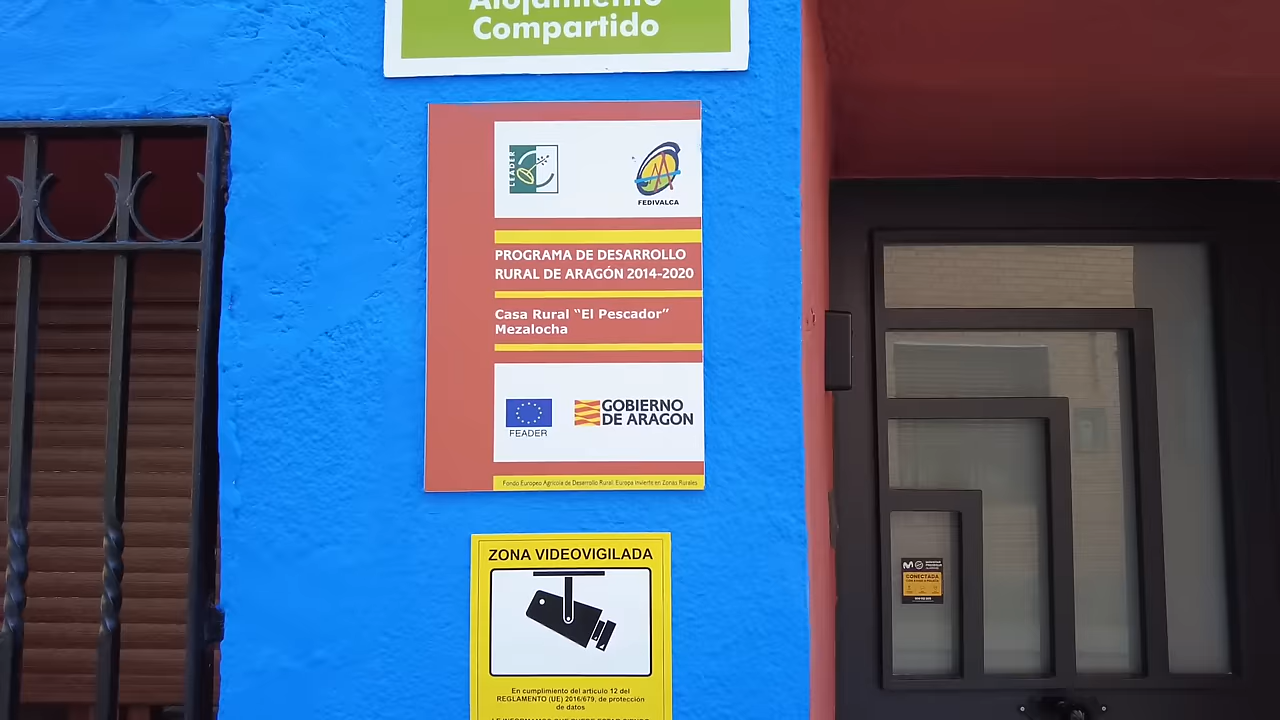 Alojamiento
Compartido
LEADER
FEDIVALCA
PROGRAMA DE DESARROLLO
RURAL DE ARAGÓN 2014-2020
Casa Rural “El Pescador”
Mezalocha
FEADER
GOBIERNO
DE ARAGON
Fondo Europeo Agrícola de Desarrollo Rural: Europa invierte en Zonas Rurales
ZONA VIDEOVIGILADA
En cumplimiento del artículo 12 del
REGLAMENTO (UE) 2016/679, de protección
de datos
CONECTADA